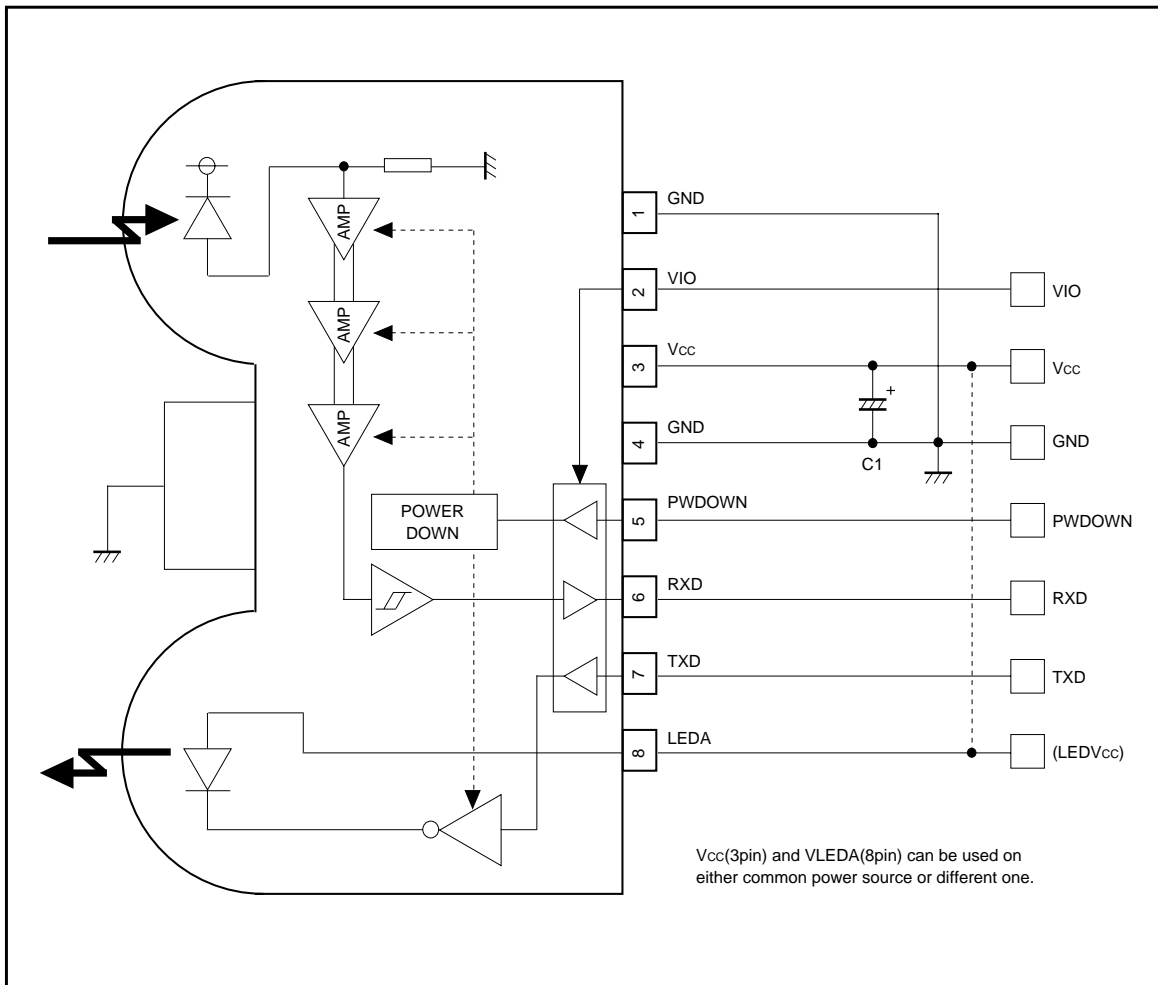 AMP
AMP
AMP
POWER
DOWN
1 GND
2 VIO VIO
3 Vcc Vcc
+
4 GND GND
C1
5 PWDOWN PWDOWN
6 RXD RXD
7 TXD TXD
8 LEDA (LEDVcc)
Vcc(3pin) and VLEDA(8pin) can be used on
either common power source or different one.